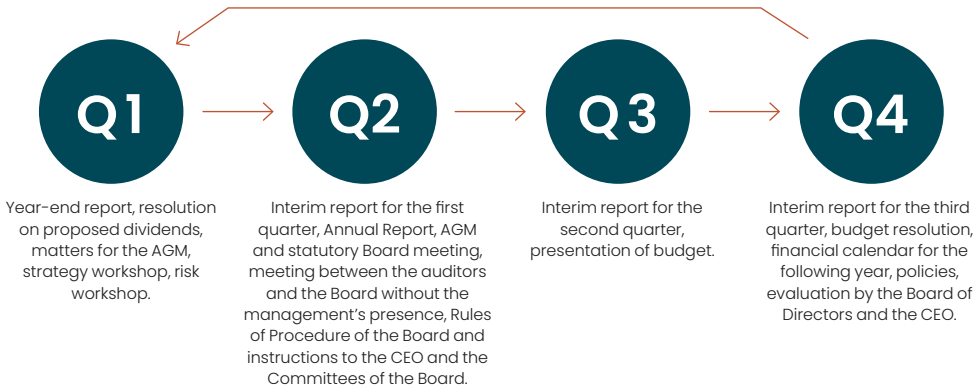 Q1
Year-end report, resolution
on proposed dividends,
matters for the AGM,
strategy workshop, risk
workshop.
Q2
Interim report for the first
quarter, Annual Report, AGM
and statutory Board meeting,
meeting between the auditors
and the Board without the
management’s presence, Rules
of Procedure of the Board and
instructions to the CEO and the
Committees of the Board.
Q3
Interim report for the
second quarter,
presentation of budget.
Q4
Interim report for the third
quarter, budget resolution,
financial calendar for the
following year, policies,
evaluation by the Board of
Directors and the CEO.